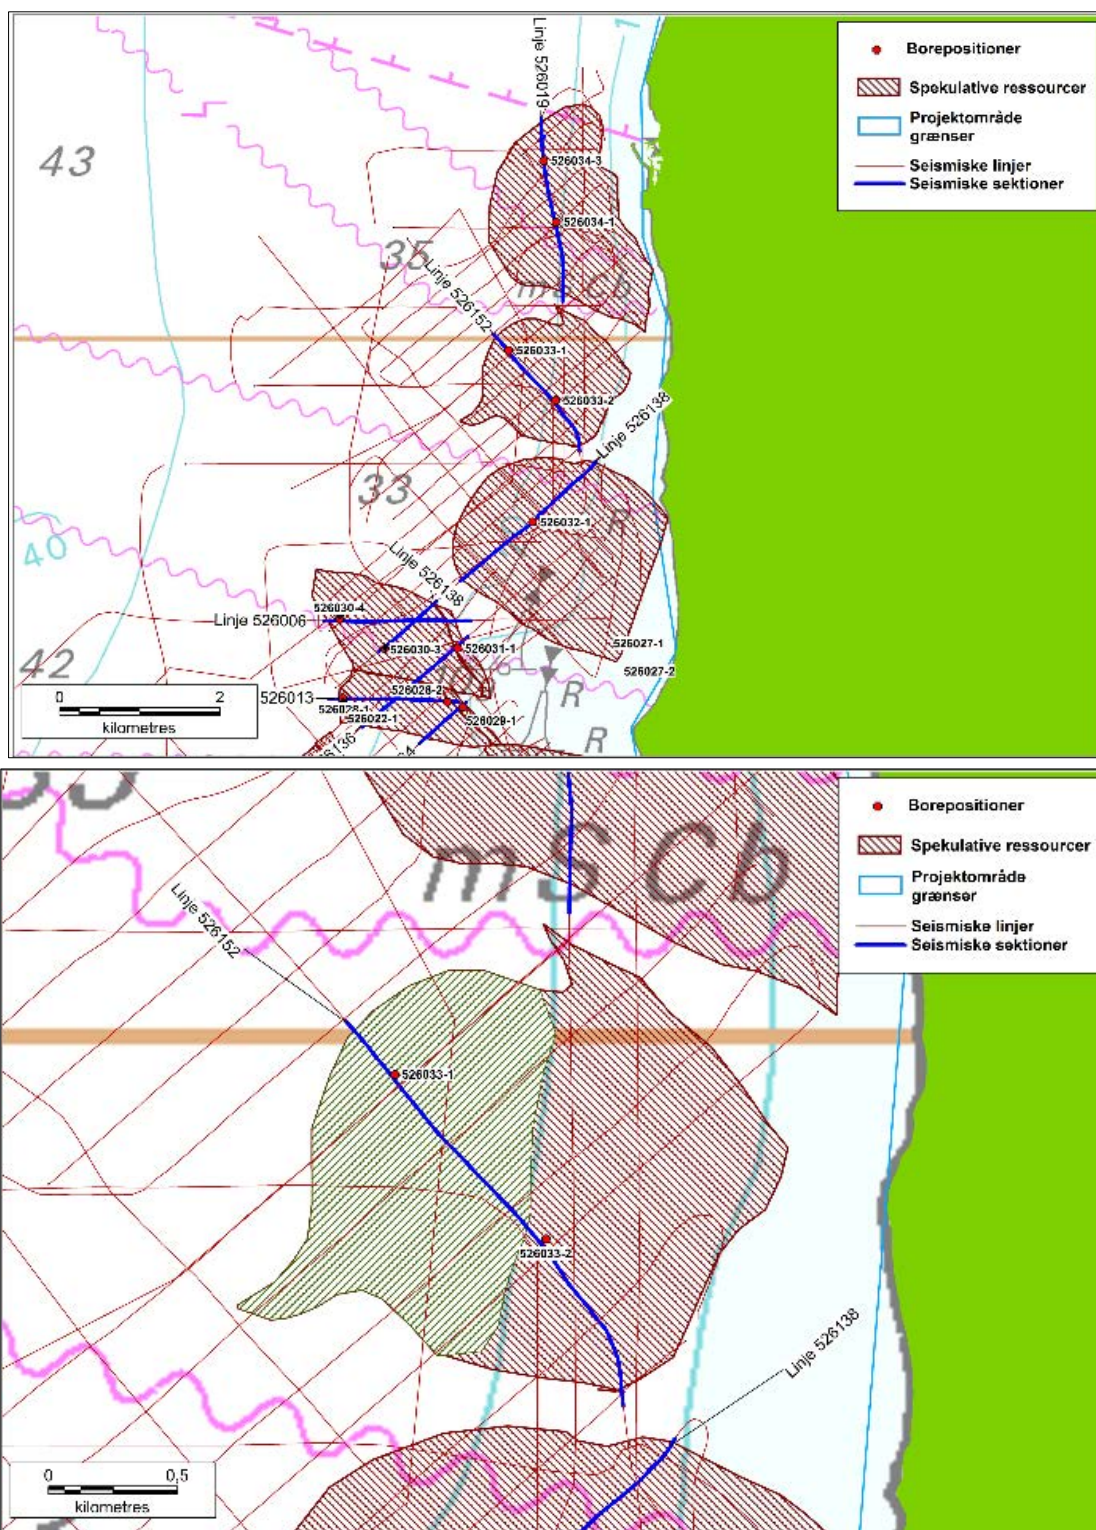 Borepositioner
Spekulative ressourcer
Projektområde
grænser
Seismiske linjer
Seismiske sektioner
Linje 526019
1
43
526034-3
526034-1
35
mS Cb
Linje 526152
526033-1
526033-2
Linje 526138
33
526032-1
R
40
Linje 526138
526030-4
Linje 526006
526030-3
526031-1
526027-1
526027-2
42
526013
526028-2
526028-1
526022-1
526029-1
R
R
0 2
kilometres
Borepositioner
Spekulative ressourcer
Projektområde
grænser
Seismiske linjer
Seismiske sektioner
mS Cb
Linje 526152
526033-1
526033-2
Linje 526138
0 0,5
kilometres